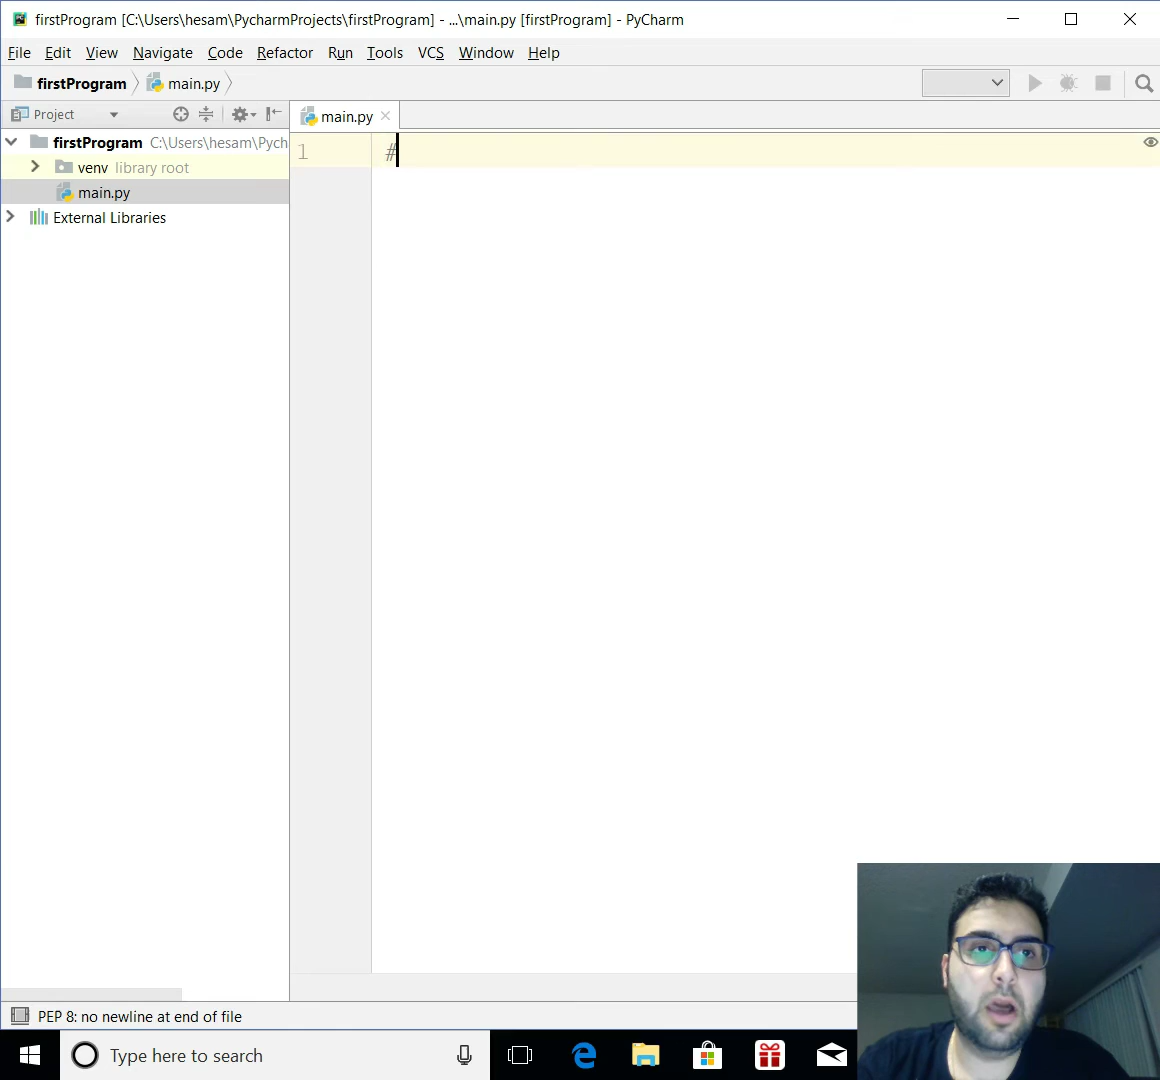 firstProgram [C:\Users\hesam\PycharmProjects\firstProgram] - ...\main.py [firstProgram] - PyCharm
File Edit View Navigate Code Refactor Run Tools VCS Window Help
firstProgram main.py
Project
main.py
firstProgram C:\Users\hesam\Pych
1 #
venv library root
main.py
External Libraries
PEP 8: no newline at end of file
Type here to search